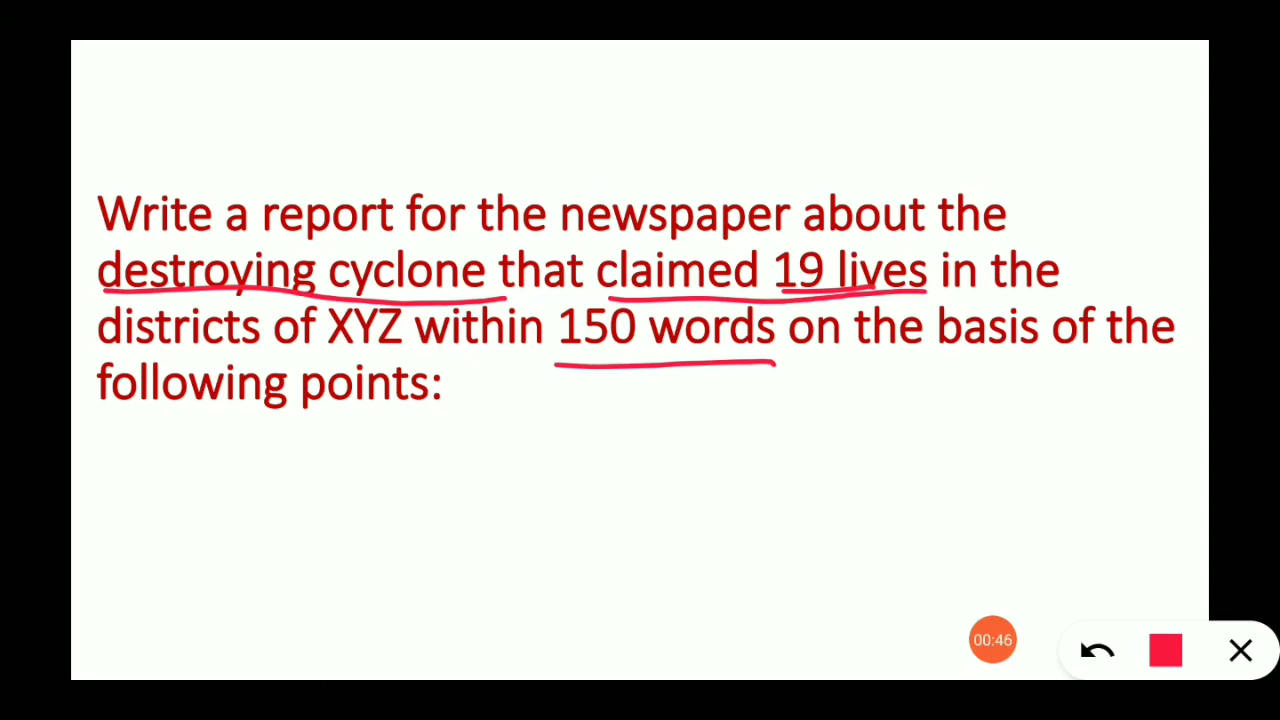 Write a report for the newspaper about the
destroying cyclone that claimed 19 lives in the
districts of XYZ within 150 words on the basis of the
following points:
00:46